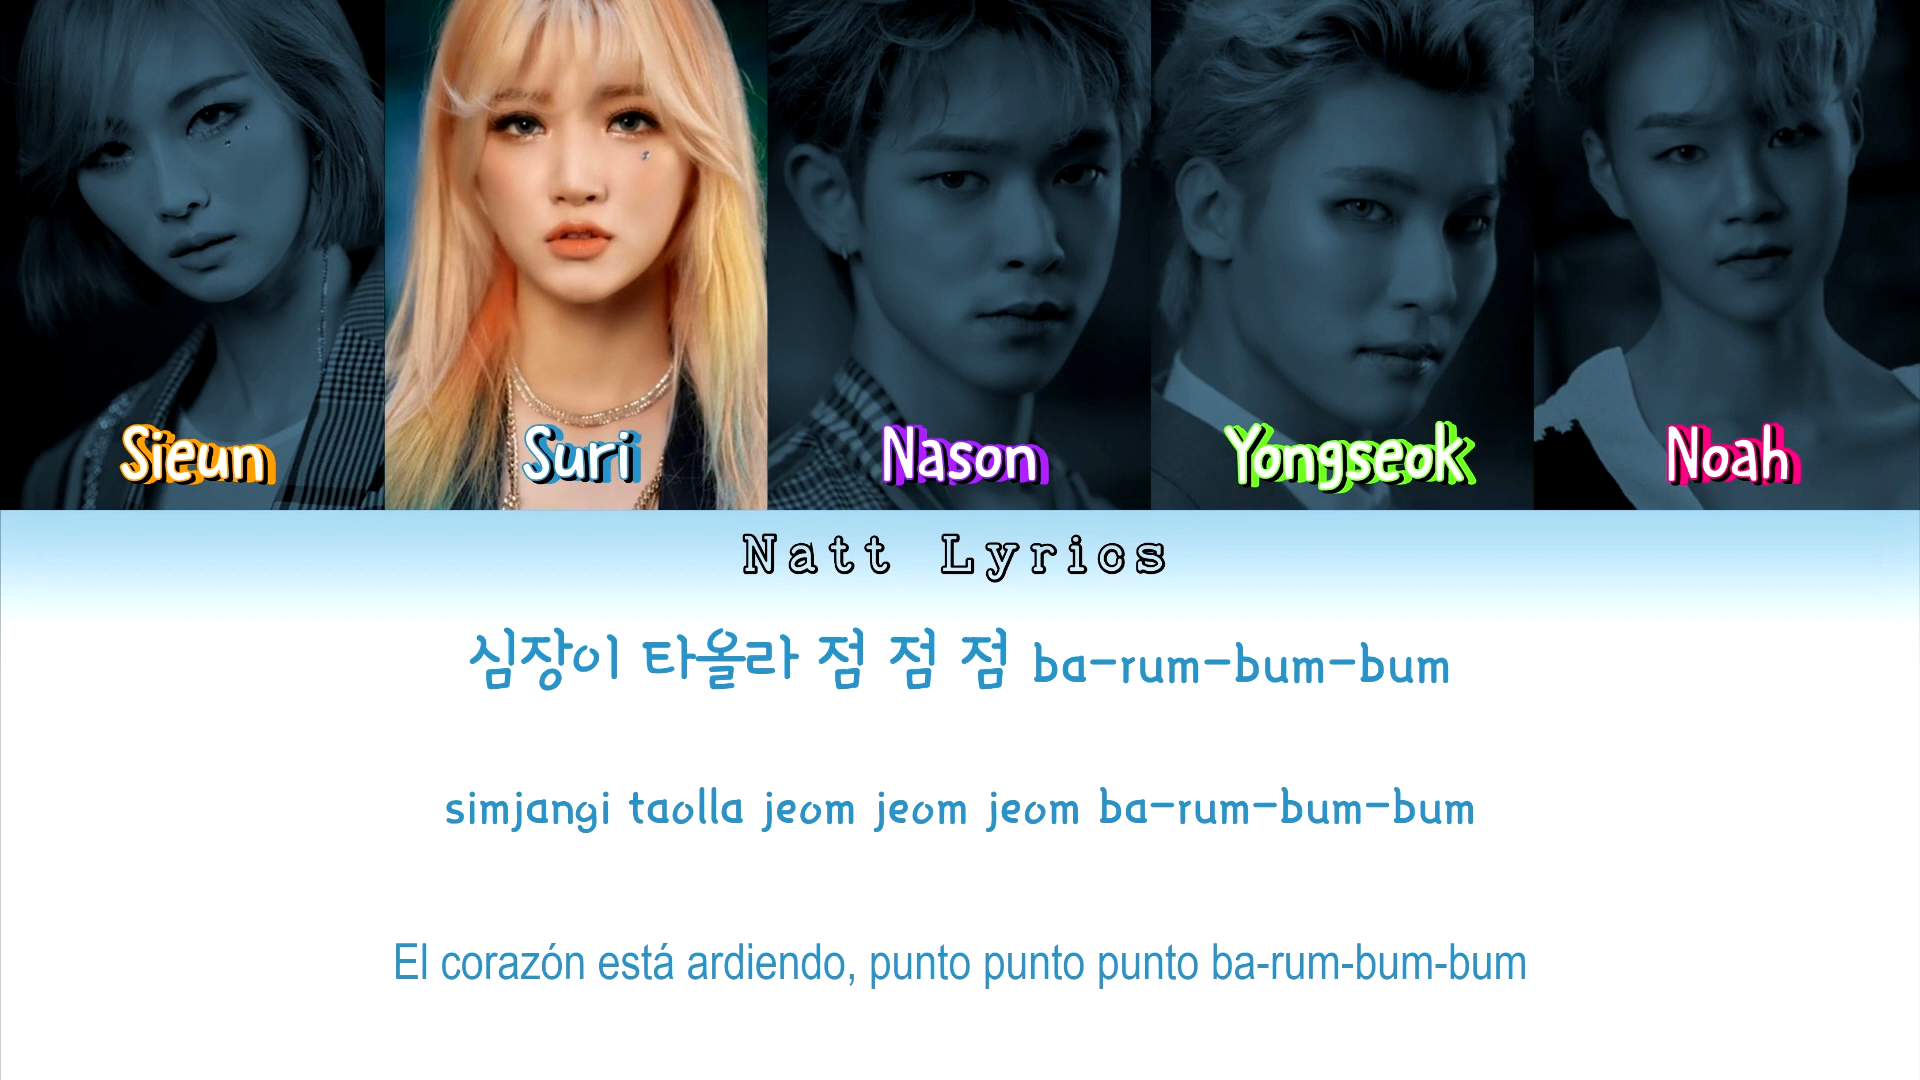 Sieun Suri Nason Yongseok Noah
Natt Lyrics
심장이 타올라 점 점 점 ba-rum-bum-bum
simjangi taolla jeom jeom jeom ba-rum-bum-bum
El corazón está ardiendo, punto punto punto ba-rum-bum-bum